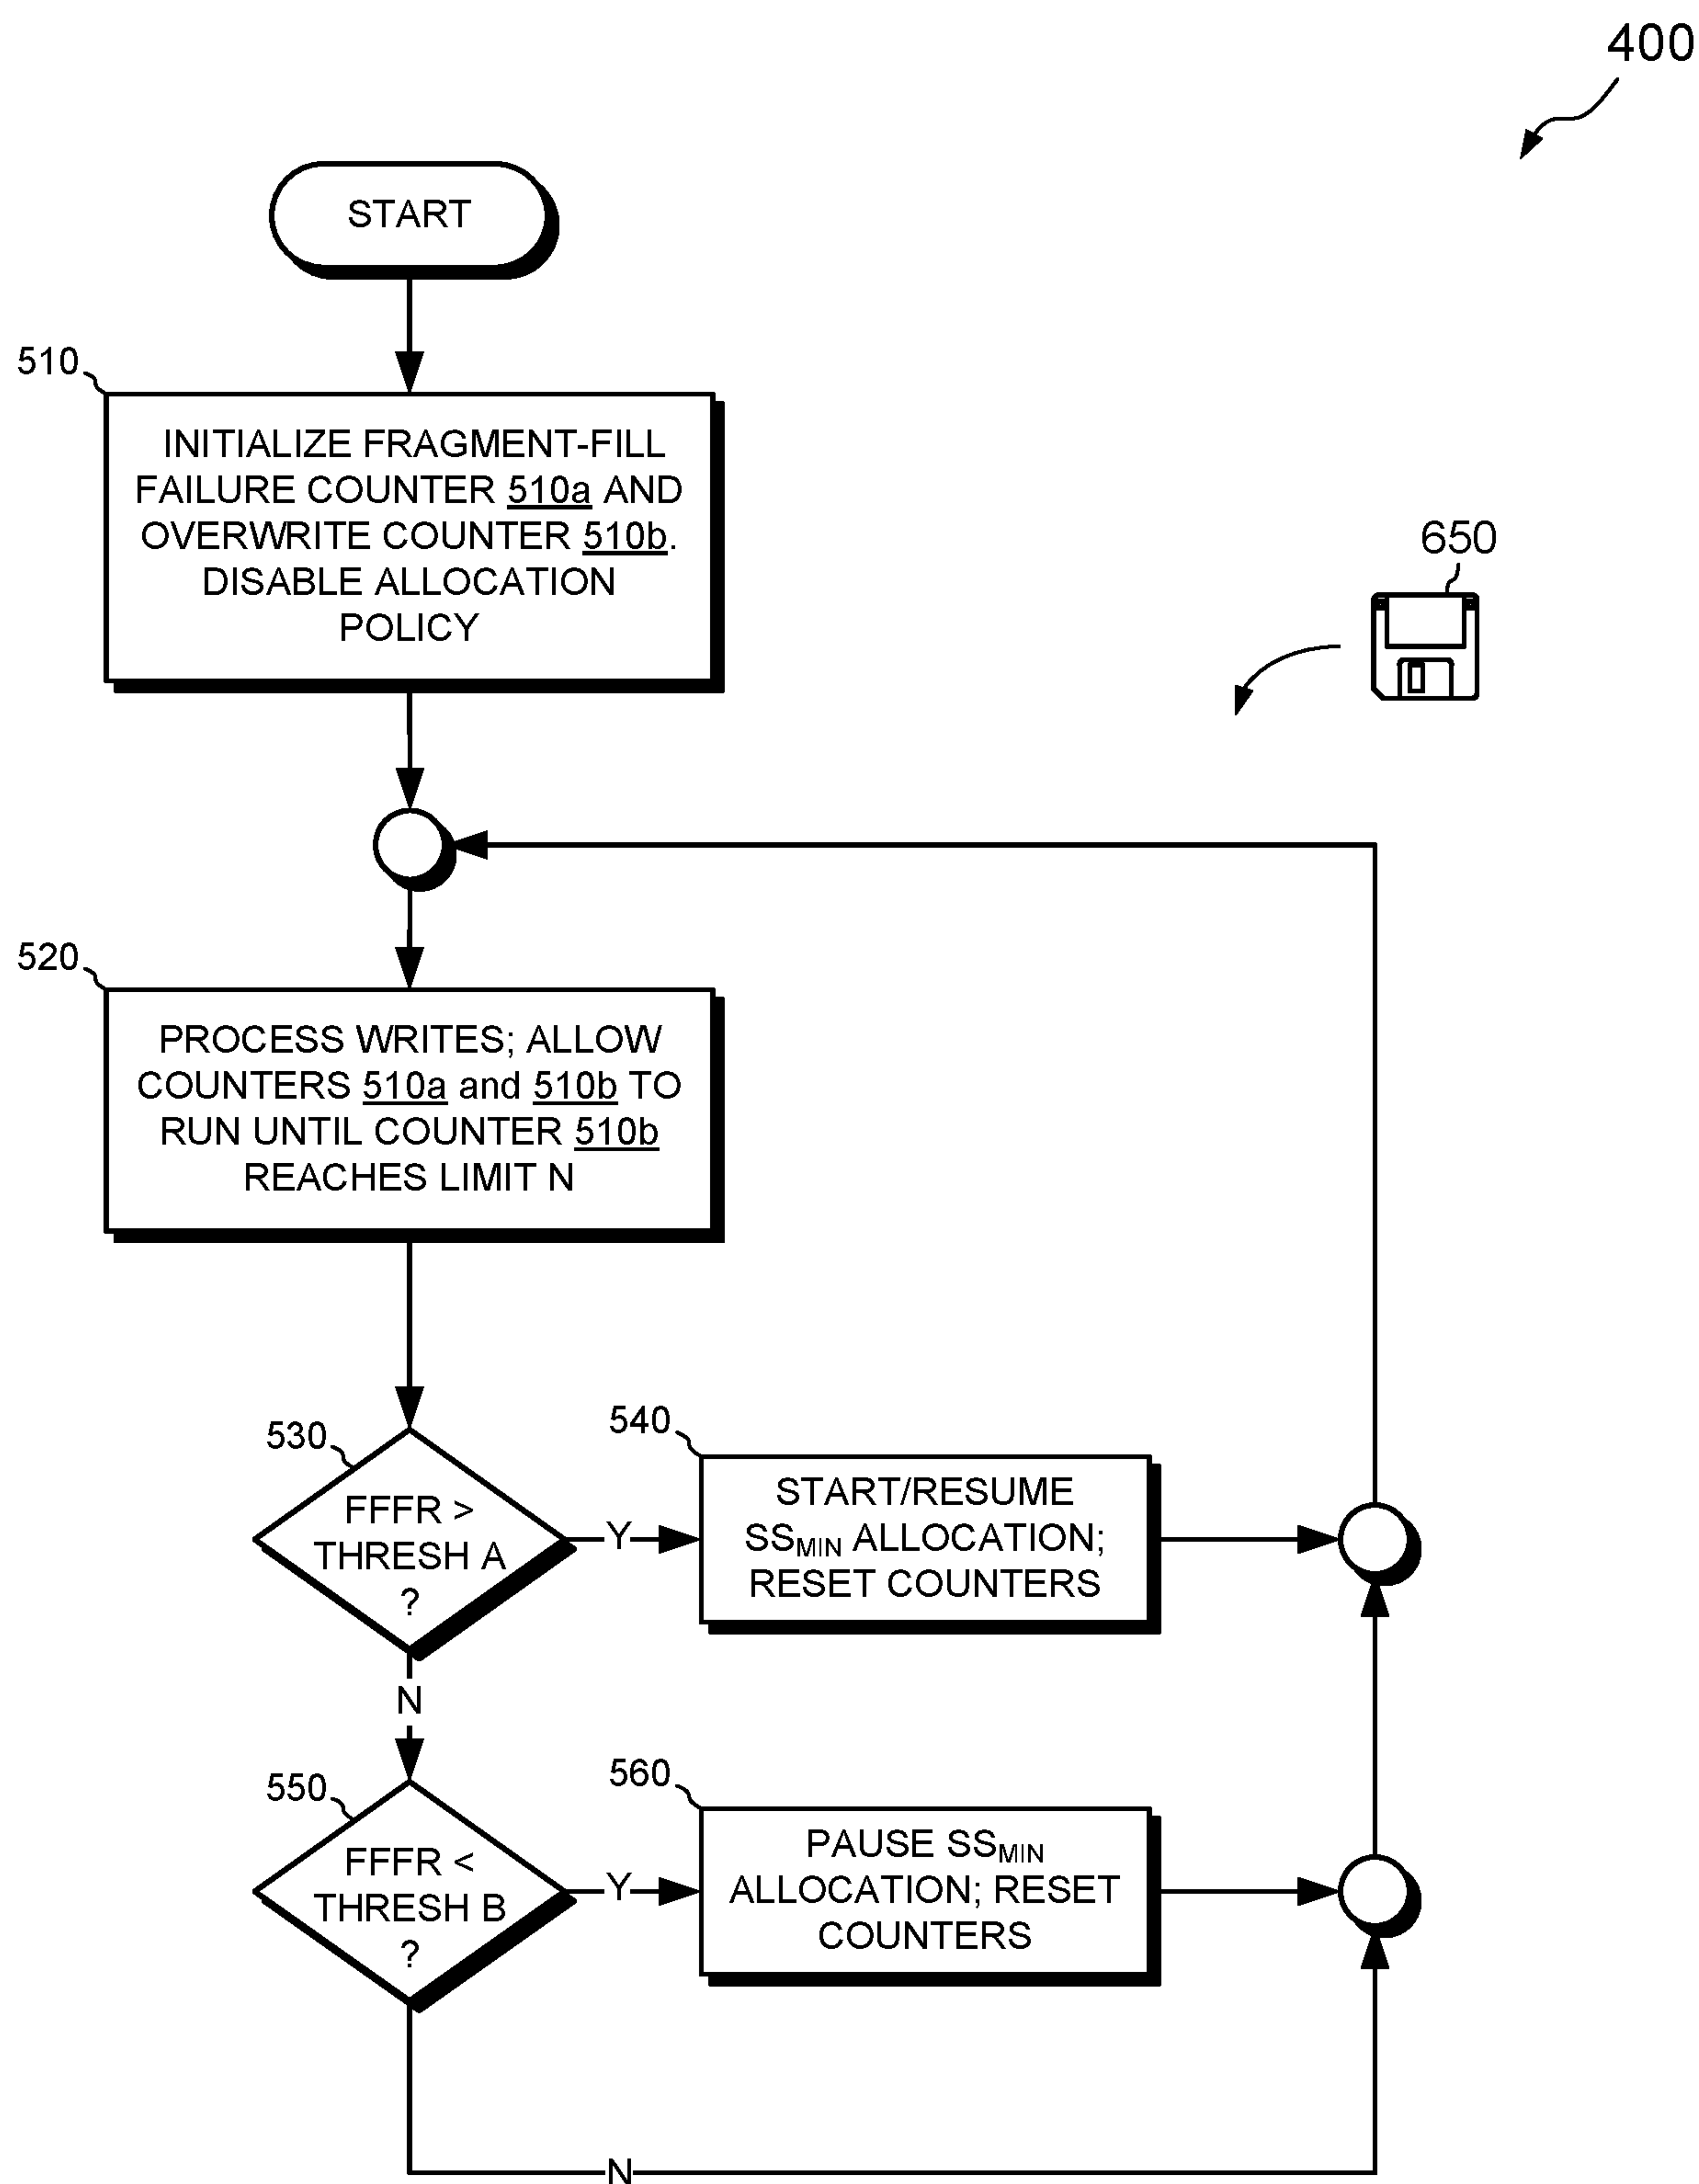 400
START
510
INITIALIZE FRAGMENT-FILL
FAILURE COUNTER 510a AND
OVERWRITE COUNTER 510b.
DISABLE ALLOCATION
POLICY
650
520
PROCESS WRITES; ALLOW
COUNTERS 510a and 510b TO
RUN UNTIL COUNTER 510b
REACHES LIMIT N
530
FFFR >
THRESH A
?
Y
540
START/RESUME
SSMIN ALLOCATION;
RESET COUNTERS
N
550
FFFR <
THRESH B
?
Y
560
PAUSE SSMIN
ALLOCATION; RESET
COUNTERS
N